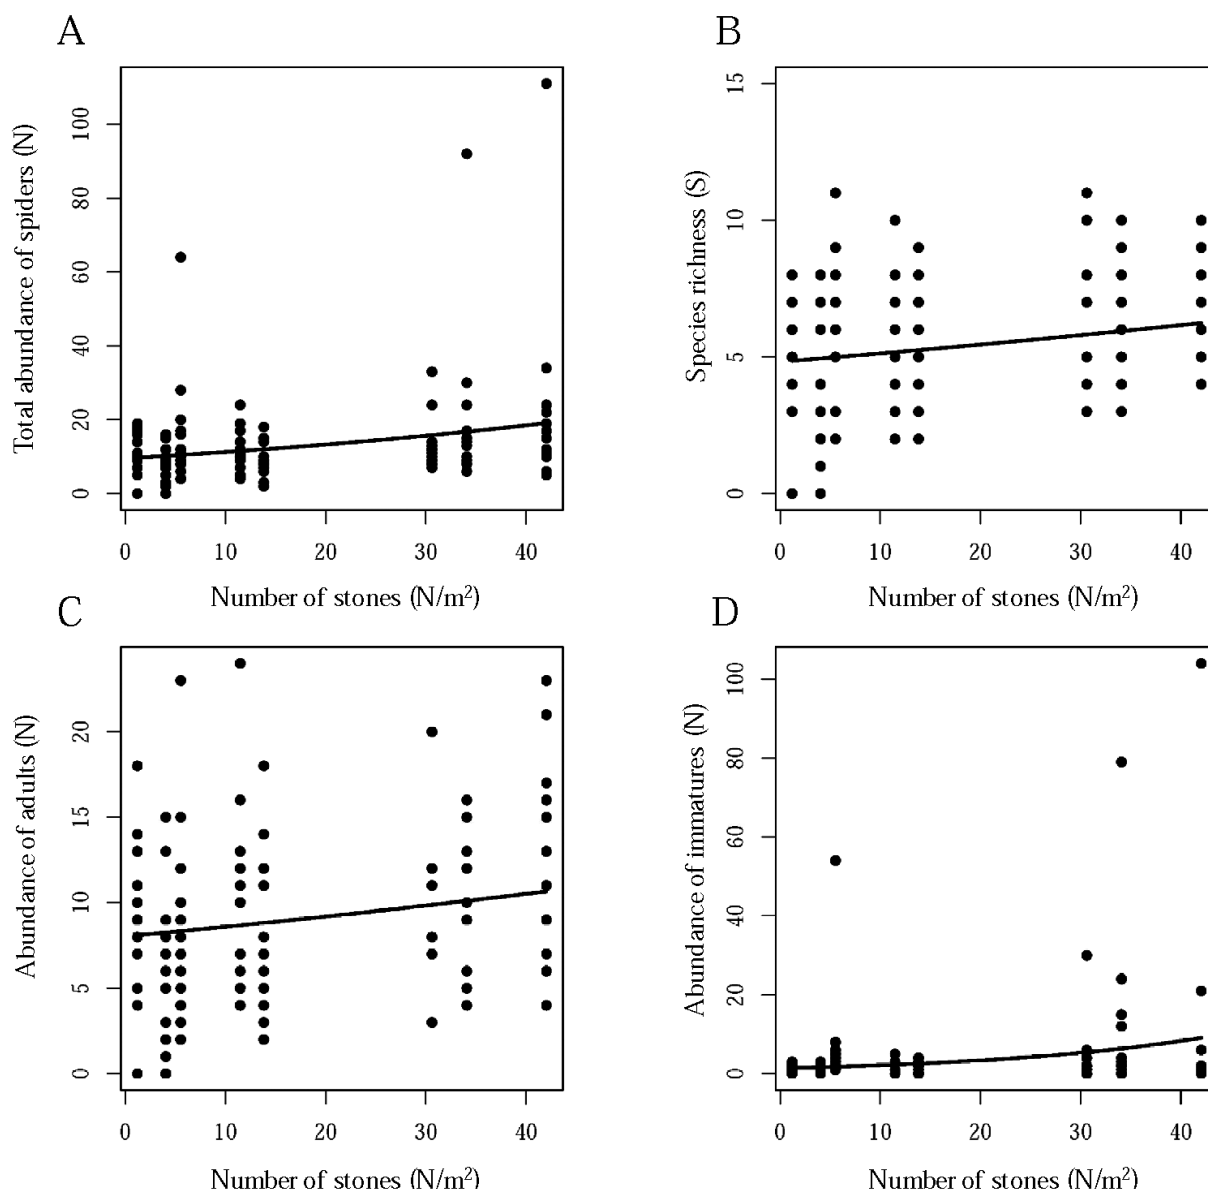 A
Total abundance of spiders (N)
0 20 40 60 80 100
0 10 20 30 40
Number of stones (N/m²)
B
Species richness (S)
0 5 10 15
0 10 20 30 40
Number of stones (N/m²)
C
Abundance of adults (N)
0 5 10 15 20
0 10 20 30 40
Number of stones (N/m²)
D
Abundance of immatures (N)
0 20 40 60 80 100
0 10 20 30 40
Number of stones (N/m²)